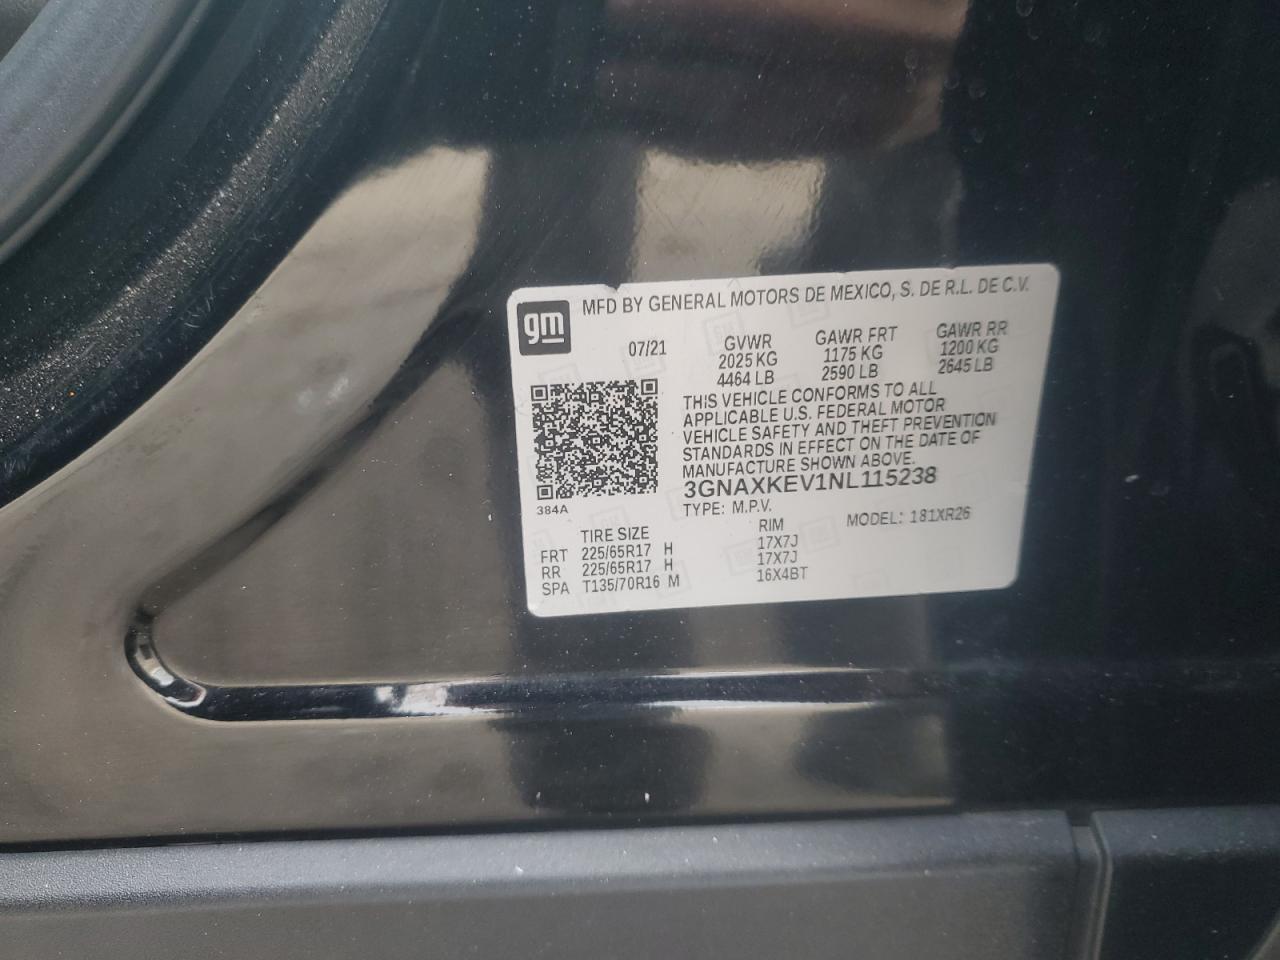 gm
MFD BY GENERAL MOTORS DE MEXICO, S. DE R.L. DE C.V.
07/21 GVWR GAWR FRT GAWR RR
2025 KG 1175 KG 1200 KG
4464 LB 2590 LB 2645 LB
THIS VEHICLE CONFORMS TO ALL
APPLICABLE U.S. FEDERAL MOTOR
VEHICLE SAFETY AND THEFT PREVENTION
STANDARDS IN EFFECT ON THE DATE OF
MANUFACTURE SHOWN ABOVE.
3GNAXKEV1NL115238
384A
TYPE: M.P.V. MODEL: 181XR26
TIRE SIZE RIM
FRT 225/65R17 H 17X7J
RR 225/65R17 H 17X7J
SPA T135/70R16 M 16X4BT